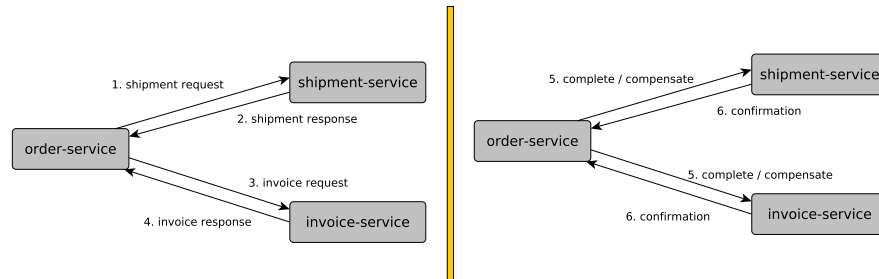 1. shipment request
shipment-service
2. shipment response
order-service
3. invoice request
4. invoice response
invoice-service
5. complete / compensate
shipment-service
6. confirmation
order-service
5. complete / compensate
6. confirmation
invoice-service